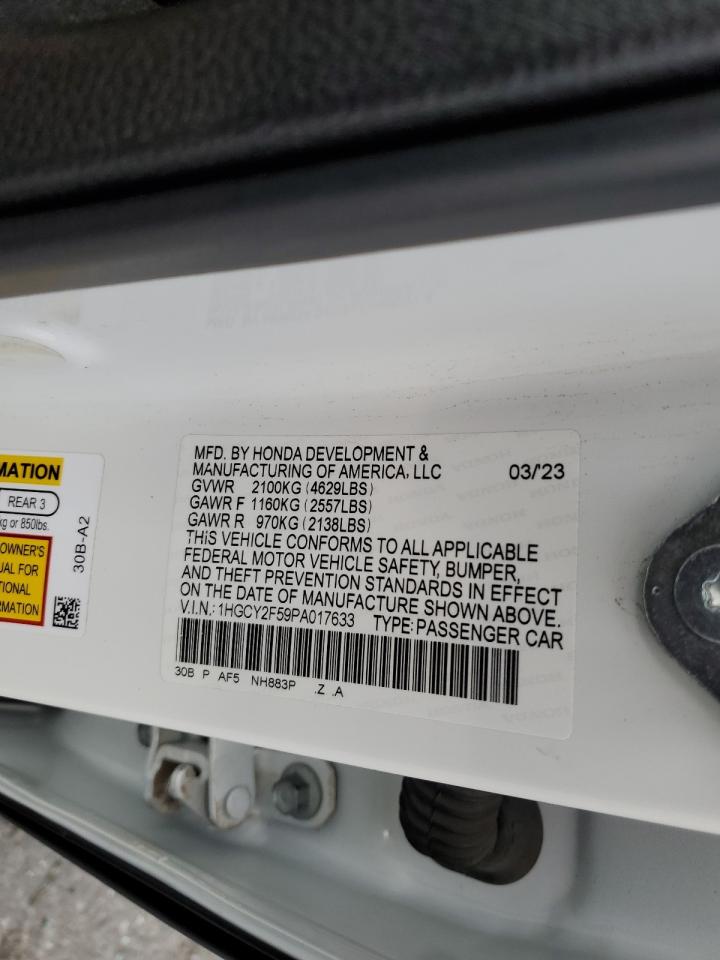 MATION
REAR 3
kg or 850lbs.
OWNER'S
UAL FOR
TIONAL
RMATION
30B-A2
MFD. BY HONDA DEVELOPMENT &
MANUFACTURING OF AMERICA, LLC 03/'23
GVWR 2100KG (4629LBS)
GAWR F 1160KG (2557LBS)
GAWR R 970KG (2138LBS)
THIS VEHICLE CONFORMS TO ALL APPLICABLE
FEDERAL MOTOR VEHICLE SAFETY, BUMPER,
AND THEFT PREVENTION STANDARDS IN EFFECT
ON THE DATE OF MANUFACTURE SHOWN ABOVE.
V.I.N.: 1HGCY2F59PA017633 TYPE: PASSENGER CAR
30B P AF5 NH883P .Z .A